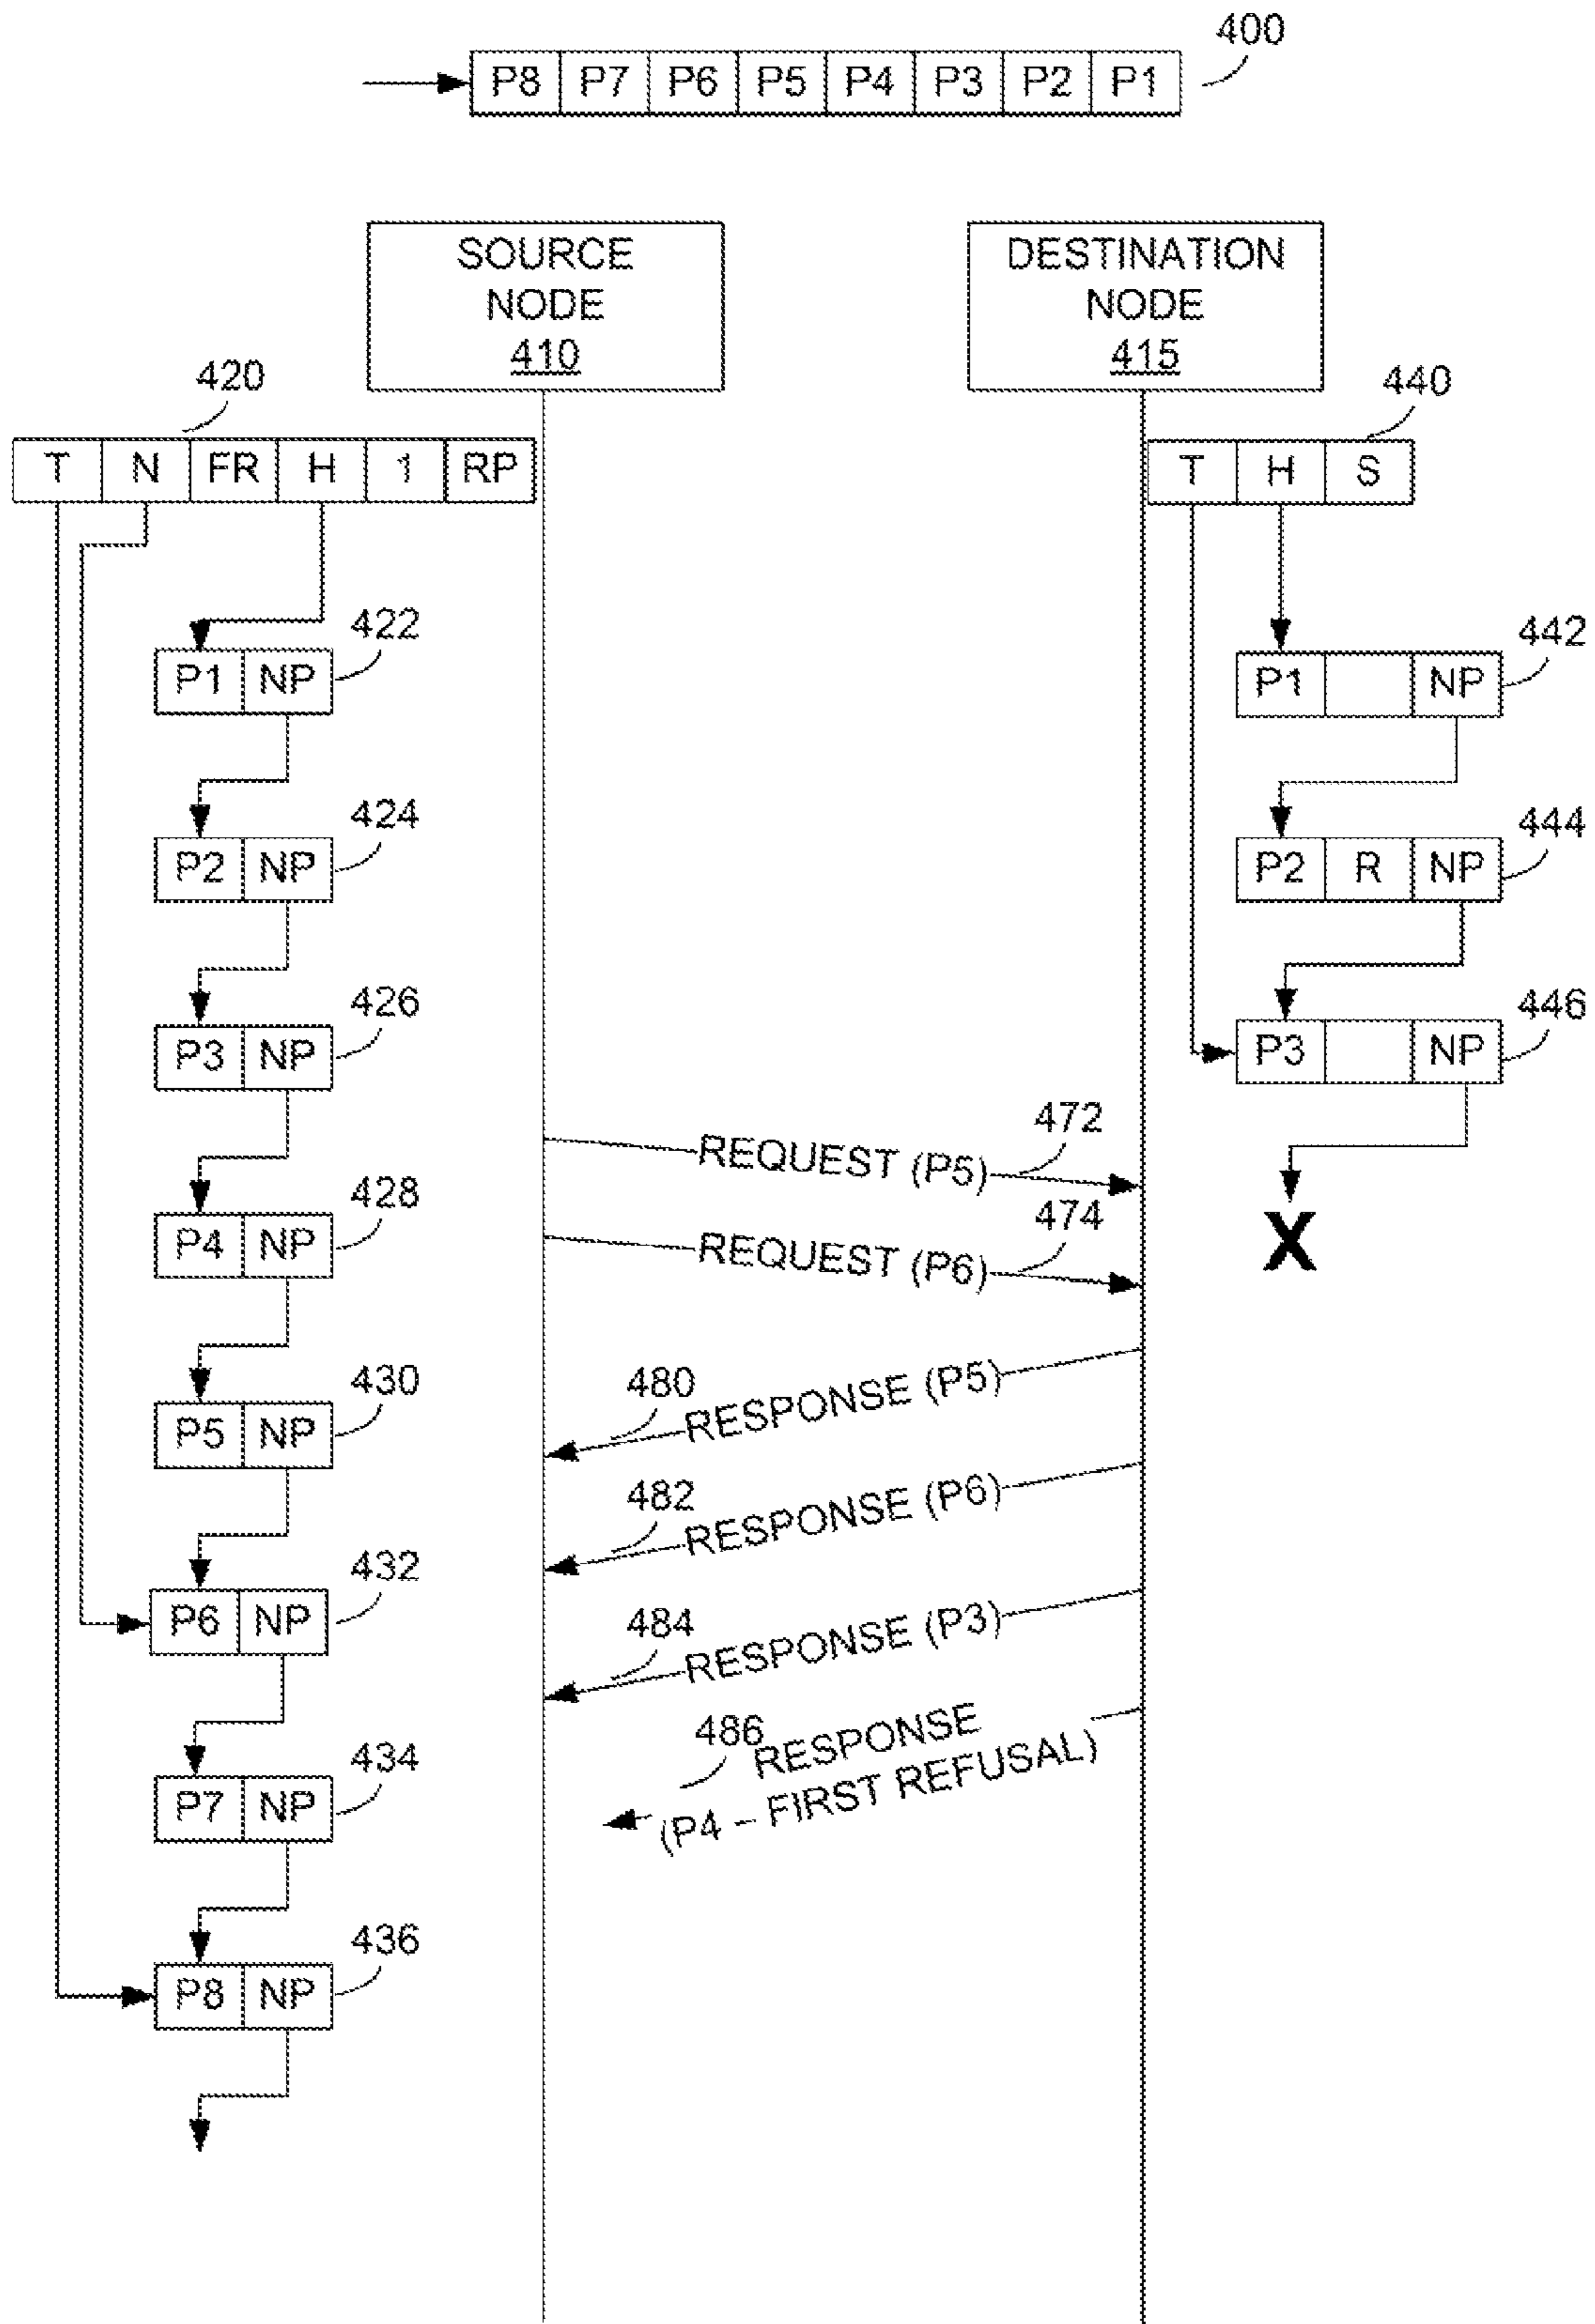 400
P8 P7 P6 P5 P4 P3 P2 P1
SOURCE
NODE
410
DESTINATION
NODE
415
420
T N FR H 1 RP
440
T H S
422
P1 NP
442
P1 NP
424
P2 NP
444
P2 R NP
426
P3 NP
446
P3 NP
472
REQUEST (P5)
428
P4 NP
474
REQUEST (P6)
X
430
P5 NP
480
RESPONSE (P5)
482
RESPONSE (P6)
432
P6 NP
484
RESPONSE (P3)
434
P7 NP
486
RESPONSE
(P4 – FIRST REFUSAL)
436
P8 NP